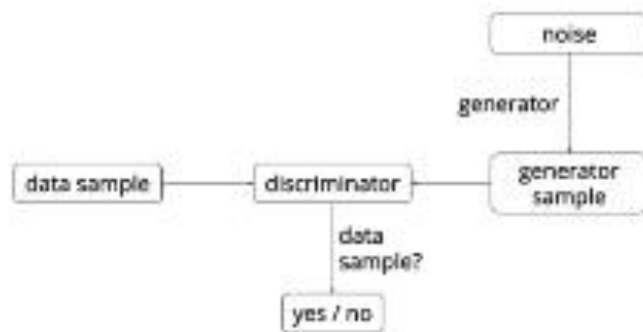 noise
generator
data sample
discriminator
generator
sample
data
sample?
yes / no